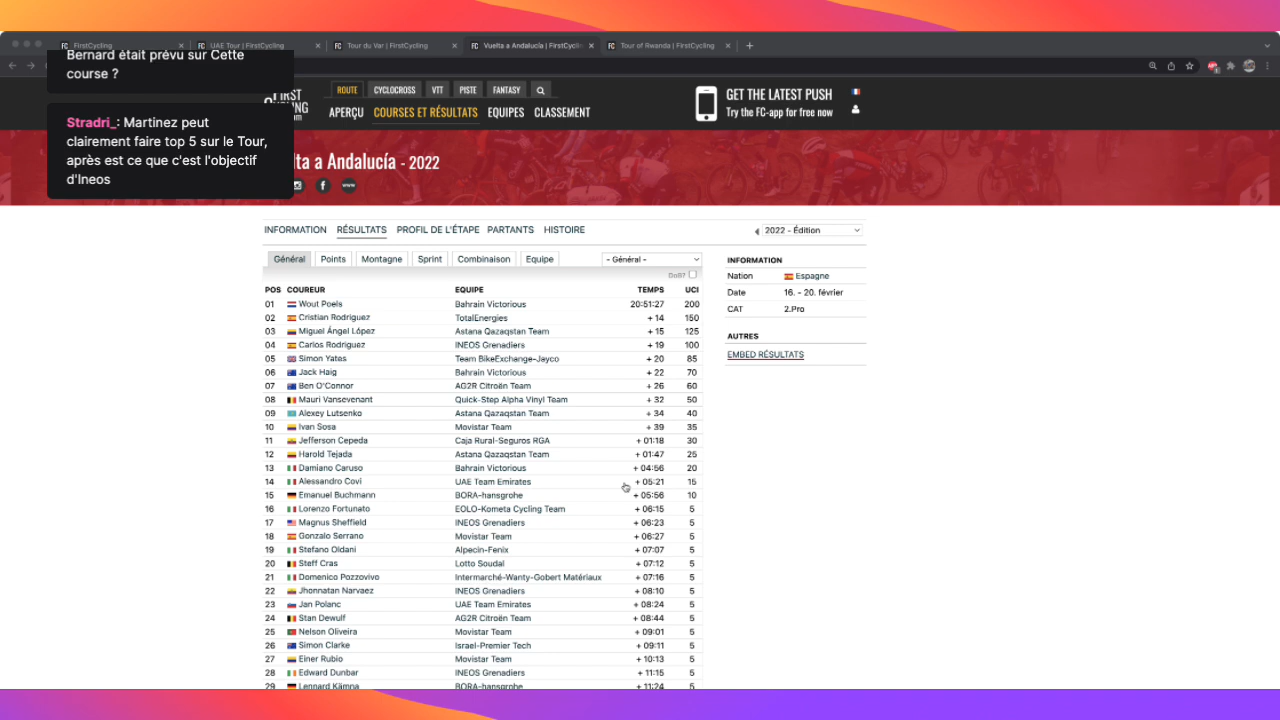 FirstCycling
UAE Tour | FirstCycling
Tour du Var | FirstCycling
Vuelta a Andalucía | FirstCyclin
Tour of Rwanda | FirstCycling
Bernard était prévu sur Cette
course ?
Stradri_: Martinez peut
clairement faire top 5 sur le Tour,
après est ce que c'est l'objectif
d'Ineos
ROUTE
CYCLOCROSS
VTT
PISTE
FANTASY
APERÇU
COURSES ET RÉSULTATS
EQUIPES
CLASSEMENT
GET THE LATEST PUSH
Try the FC-app for free now
lta a Andalucía - 2022
INFORMATION
RÉSULTATS
PROFIL DE L'ÉTAPE
PARTANTS
HISTOIRE
2022 - Édition
Général
Points
Montagne
Sprint
Combinaison
Equipe
- Général -
GoR?
POS COUREUR EQUIPE TEMPS UCI
01 Wout Poels Bahrain Victorious 20:51:27 200
02 Cristian Rodriguez TotalEnergies + 14 150
03 Miguel Ángel López Astana Qazaqstan Team + 15 125
04 Carlos Rodriguez INEOS Grenadiers + 19 100
05 Simon Yates Team BikeExchange-Jayco + 20 85
06 Jack Haig Bahrain Victorious + 22 70
07 Ben O'Connor AG2R Citroën Team + 26 60
08 Mauri Vansevenant Quick-Step Alpha Vinyl Team + 32 50
09 Alexey Lutsenko Astana Qazaqstan Team + 34 40
10 Ivan Sosa Movistar Team + 39 35
11 Jefferson Cepeda Caja Rural-Seguros RGA + 01:18 30
12 Harold Tejada Astana Qazaqstan Team + 01:47 25
13 Damiano Caruso Bahrain Victorious + 04:56 20
14 Alessandro Covi UAE Team Emirates + 05:21 15
15 Emanuel Buchmann BORA-hansgrohe + 05:56 10
16 Lorenzo Fortunato EOLO-Kometa Cycling Team + 06:15 5
17 Magnus Sheffield INEOS Grenadiers + 06:23 5
18 Gonzalo Serrano Movistar Team + 06:27 5
19 Stefano Oldani Alpecin-Fenix + 07:07 5
20 Steff Cras Lotto Soudal + 07:12 5
21 Domenico Pozzovivo Intermarché-Wanty-Gobert Matériaux + 07:16 5
22 Jhonnatan Narvaez INEOS Grenadiers + 08:10 5
23 Jan Polanc UAE Team Emirates + 08:24 5
24 Stan Dewulf AG2R Citroën Team + 08:44 5
25 Nelson Oliveira Movistar Team + 09:01 5
26 Simon Clarke Israel-Premier Tech + 09:11 5
27 Einer Rubio Movistar Team + 10:13 5
28 Edward Dunbar INEOS Grenadiers + 11:15 5
29 Lennard Kämna BORA-hansgrohe + 11:24 5
INFORMATION
Nation Espagne
Date 16. - 20. février
CAT 2.Pro
AUTRES
EMBED RÉSULTATS